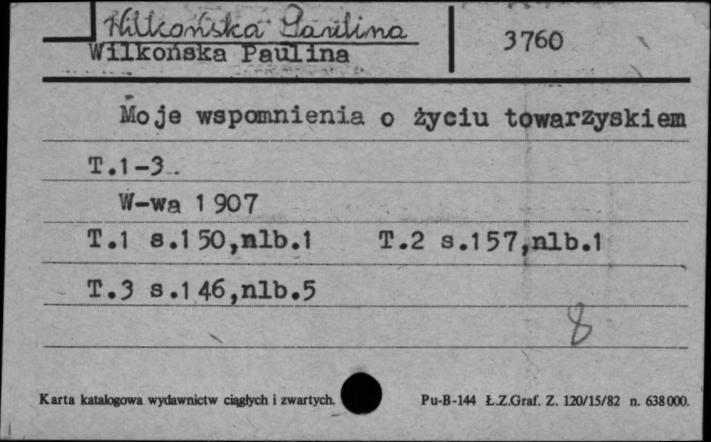 Wilkońska Paulina
Wilkońska Paulina
3760
Moje wspomnienia o życiu towarzyskiem
T.1-3.
W-wa 1907
T.1 s.150,nlb.1 T.2 s.157,nlb.1
T.3 s.146,nlb.5
8
Karta katalogowa wydawnictw ciągłych i zwartych. Pu-B-144 Ł.Z.Graf. Z. 120/15/82 n. 638000.